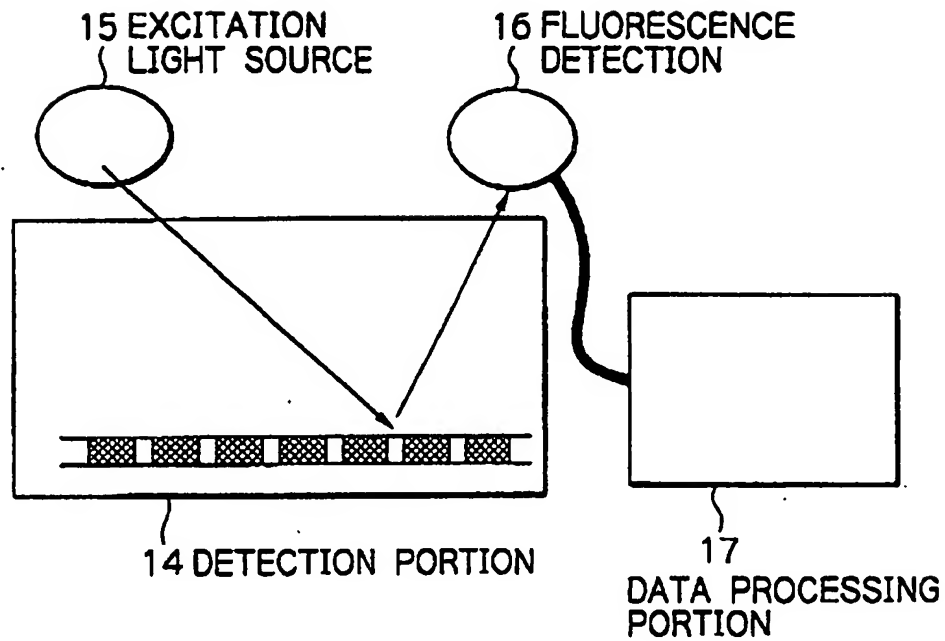 15 EXCITATION
LIGHT SOURCE
16 FLUORESCENCE
DETECTION
14 DETECTION PORTION
17
DATA PROCESSING
PORTION